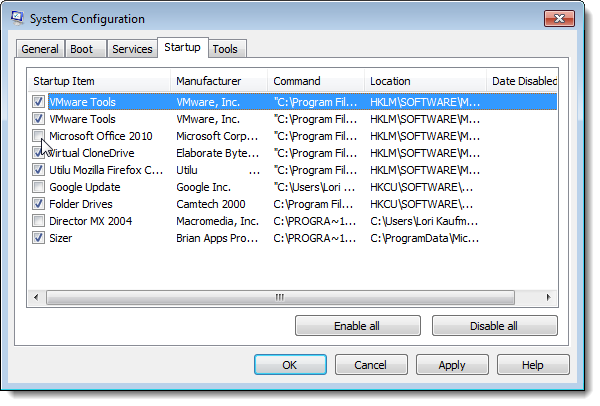 System Configuration
General Boot Services Startup Tools
Startup Item Manufacturer Command Location Date Disabled
VMware Tools VMware, Inc. "C:\Program Fil... HKLM\SOFTWARE\M...
VMware Tools VMware, Inc. "C:\Program Fil... HKLM\SOFTWARE\M...
Microsoft Office 2010 Microsoft Corp... "C:\Program Fil... HKLM\SOFTWARE\M...
Virtual CloneDrive Elaborate Byte... "C:\Program Fil... HKLM\SOFTWARE\M...
Utilu Mozilla Firefox C... Utilu ... "C:\Program Fil... HKLM\SOFTWARE\M...
Google Update Google Inc. "C:\Users\Lori ... HKCU\SOFTWARE\...
Folder Drives Camtech 2000 C:\Program Fil... HKCU\SOFTWARE\M...
Director MX 2004 Macromedia, Inc. C:\PROGRA~1... C:\Users\Lori Kaufm...
Sizer Brian Apps Pro... C:\PROGRA~1... C:\ProgramData\Mic...
Enable all Disable all
OK Cancel Apply Help